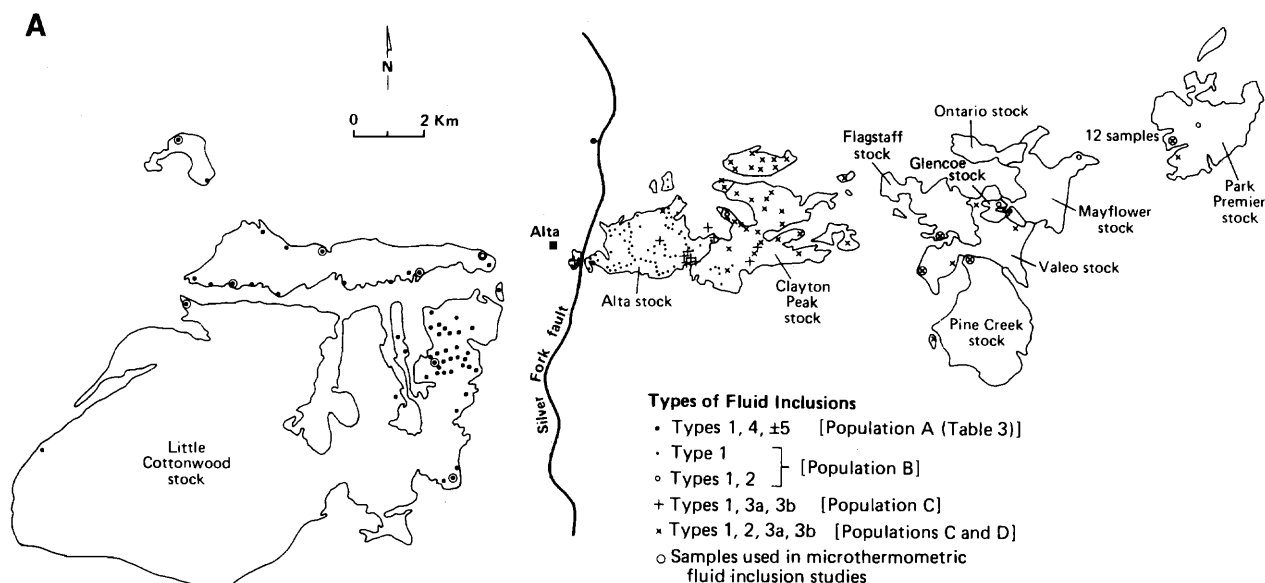 A
N
0 2 Km
Ontario stock
Flagstaff
stock
Glencoe
stock
12 samples
Park
Premier
stock
Mayflower
stock
Valeo stock
Alta
Alta stock
Clayton
Peak
stock
Pine Creek
stock
Silver Fork fault
Little
Cottonwood
stock
Types of Fluid Inclusions
• Types 1, 4, ±5 [Population A (Table 3)]
· Type 1
[Population B]
o Types 1, 2
+ Types 1, 3a, 3b [Population C]
x Types 1, 2, 3a, 3b [Populations C and D]
O Samples used in microthermometric
fluid inclusion studies